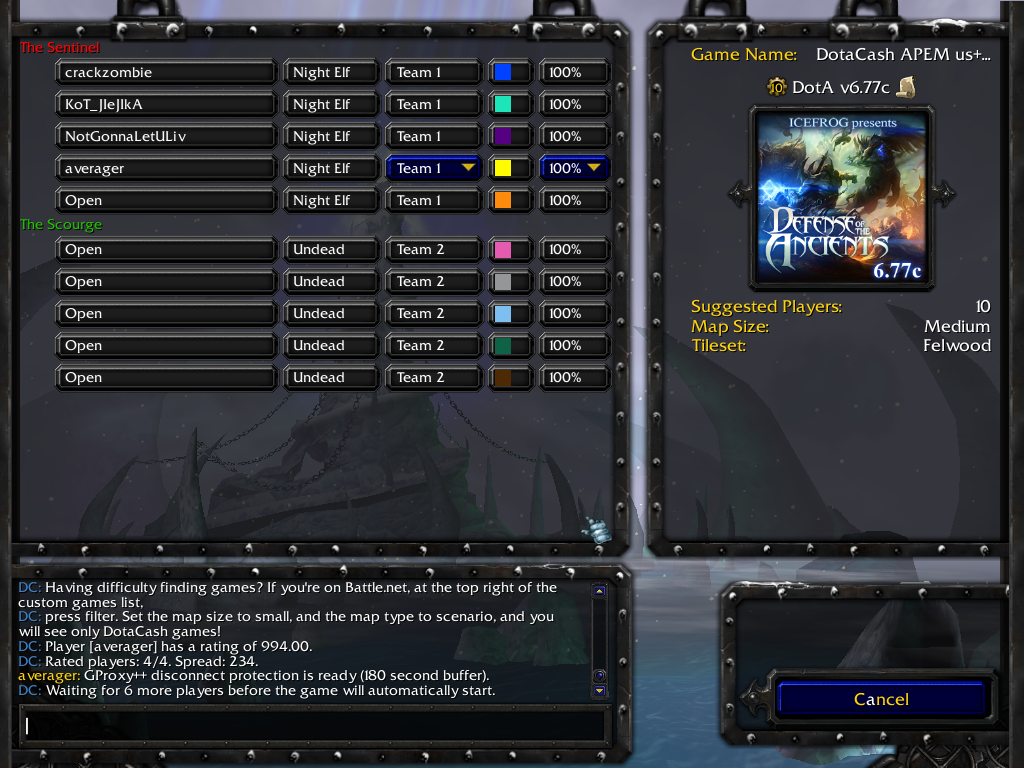 The Sentinel
crackzombie Night Elf Team 1 100%
KoT_JIeJIkA Night Elf Team 1 100%
NotGonnaLetULiv Night Elf Team 1 100%
averager Night Elf Team 1 100%
Open Night Elf Team 1 100%
The Scourge
Open Undead Team 2 100%
Open Undead Team 2 100%
Open Undead Team 2 100%
Open Undead Team 2 100%
Open Undead Team 2 100%
Game Name: DotaCash APEM us+...
10 DotA v6.77c
ICEFROG presents
DEFENSE OF THE
ANCIENTS
6.77c
Suggested Players: 10
Map Size: Medium
Tileset: Felwood
DC: Having difficulty finding games? If you're on Battle.net, at the top right of the
custom games list,
DC: press filter. Set the map size to small, and the map type to scenario, and you
will see only DotaCash games!
DC: Player [averager] has a rating of 994.00.
DC: Rated players: 4/4. Spread: 234.
averager: GProxy++ disconnect protection is ready (180 second buffer).
DC: Waiting for 6 more players before the game will automatically start.
Cancel